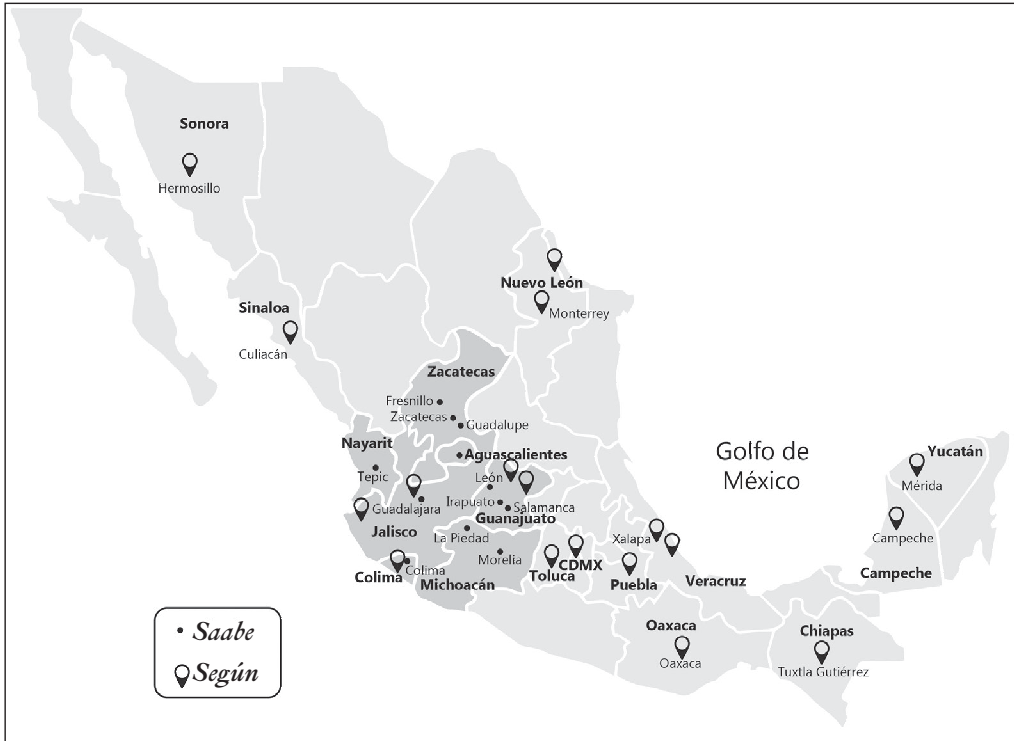 Sonora
Hermosillo
Nuevo León
Sinaloa
Monterrey
Culiacán
Zacatecas
Fresnillo
Zacatecas
Guadalupe
Nayarit
Aguascalientes
Golfo de
México
Yucatán
Tepic
León
Mérida
Irapuato
Salamanca
Guadalajara
Guanajuato
Jalisco
La Piedad
Xalapa
Campeche
Morelia
CDMX
Colima
Colima
Toluca
Michoacán
Puebla
Veracruz
Campeche
Oaxaca
Chiapas
Oaxaca
Tuxtla Gutiérrez
Saabe
Según